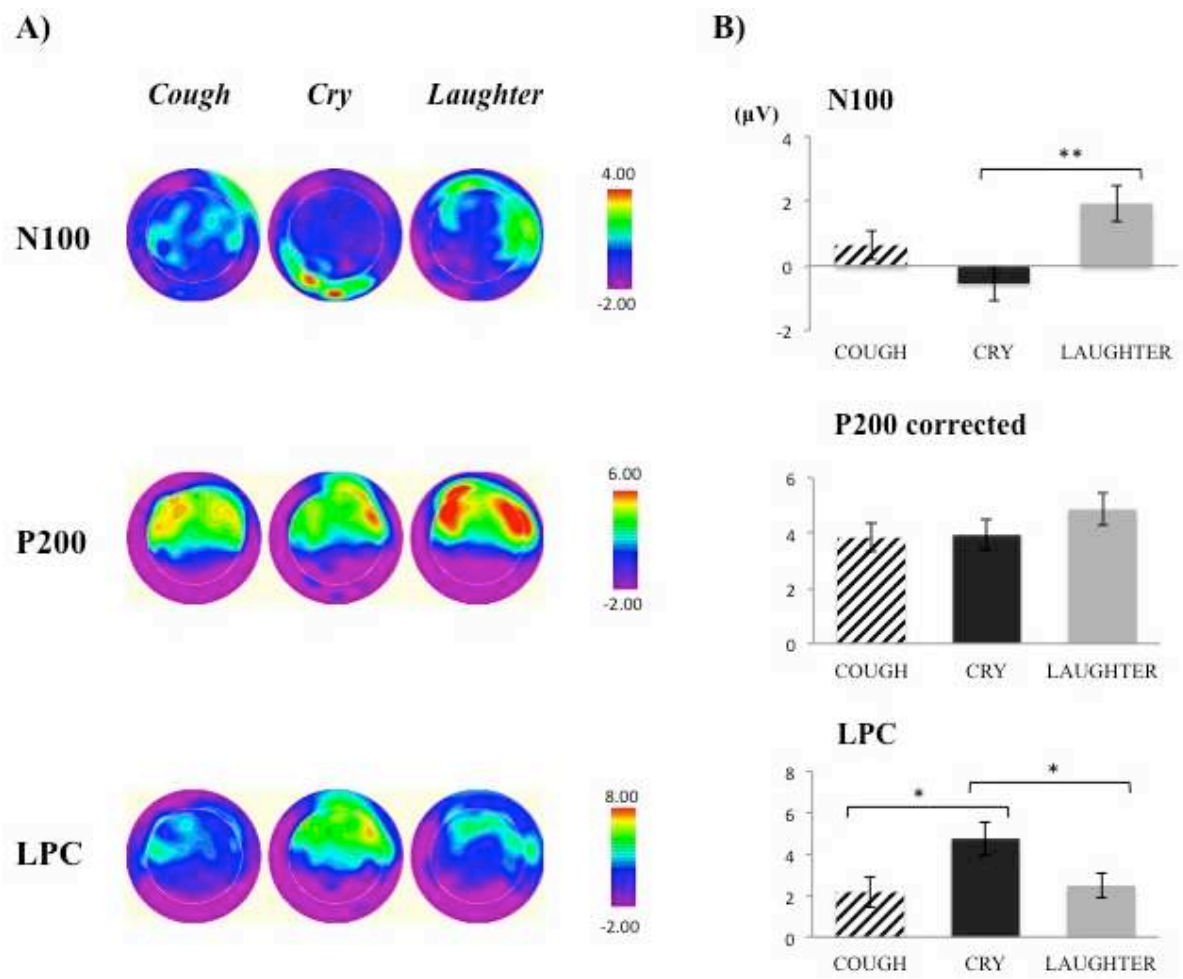 A)
Cough Cry Laughter
N100
4.00
-2.00
P200
6.00
-2.00
LPC
8.00
-2.00
B)
N100
(µV)
4
2
0
-2
**
COUGH CRY LAUGHTER
P200 corrected
6
4
2
0
COUGH CRY LAUGHTER
LPC
8
6
4
2
0
* *
COUGH CRY LAUGHTER